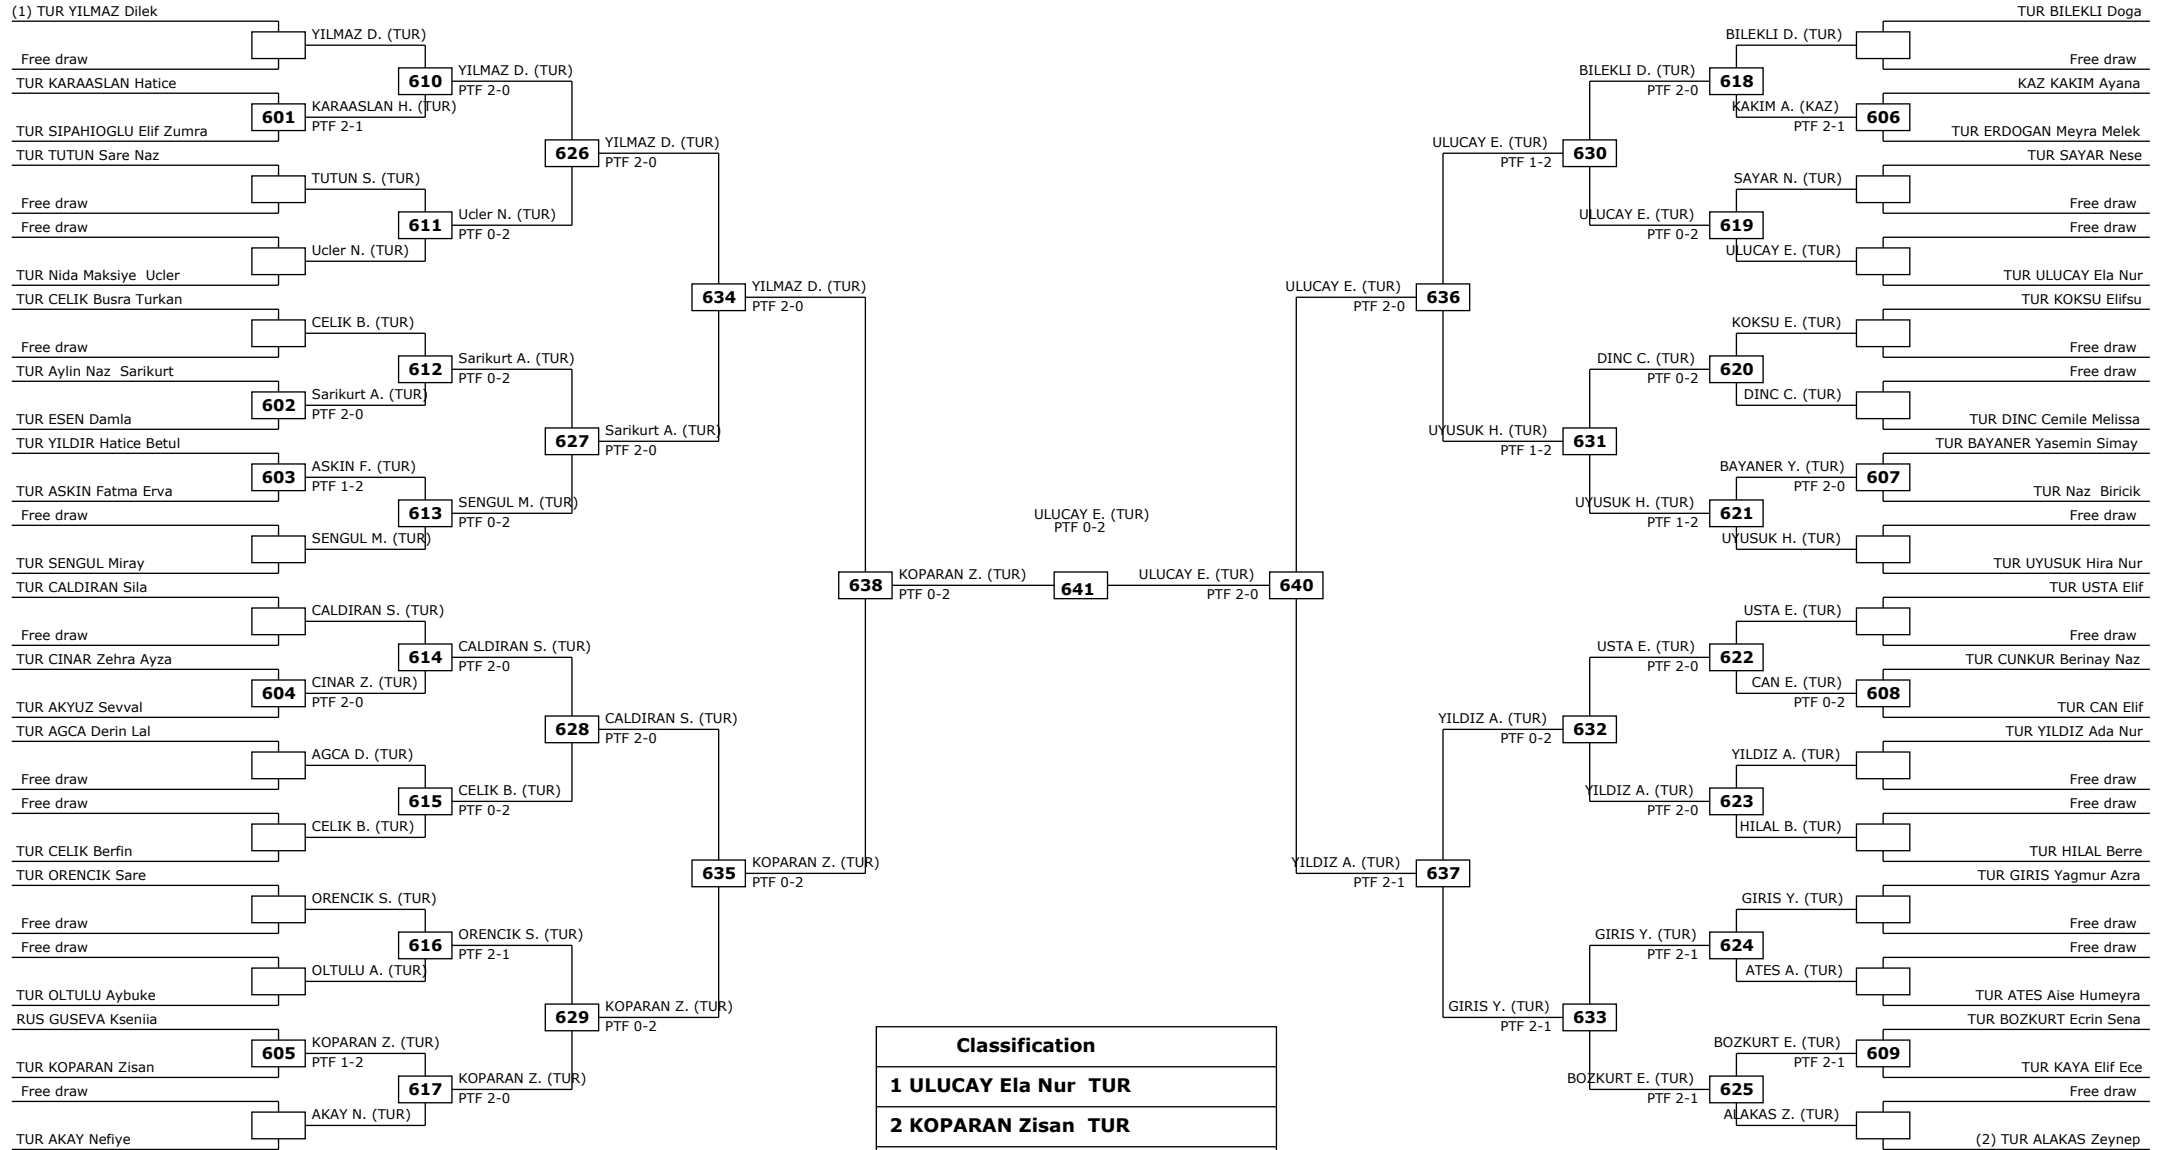 (1) TUR YILMAZ Dilek
YILMAZ D. (TUR)
Free draw
610
YILMAZ D. (TUR)
PTF 2-0
TUR KARAASLAN Hatice
601
KARAASLAN H. (TUR)
PTF 2-1
TUR SIPAHIOGLU Elif Zumra
626
YILMAZ D. (TUR)
PTF 2-0
TUR TUTUN Sare Naz
TUTUN S. (TUR)
Free draw
611
Ucler N. (TUR)
PTF 0-2
Free draw
Ucler N. (TUR)
TUR Nida Maksiye  Ucler
634
YILMAZ D. (TUR)
PTF 2-0
TUR CELIK Busra Turkan
CELIK B. (TUR)
Free draw
612
Sarikurt A. (TUR)
PTF 0-2
TUR Aylin Naz  Sarikurt
602
Sarikurt A. (TUR)
PTF 2-0
TUR ESEN Damla
627
Sarikurt A. (TUR)
PTF 2-0
TUR YILDIR Hatice Betul
603
ASKIN F. (TUR)
PTF 1-2
TUR ASKIN Fatma Erva
613
SENGUL M. (TUR)
PTF 0-2
Free draw
SENGUL M. (TUR)
TUR SENGUL Miray
638
KOPARAN Z. (TUR)
PTF 0-2
TUR CALDIRAN Sila
CALDIRAN S. (TUR)
Free draw
614
CALDIRAN S. (TUR)
PTF 2-0
TUR CINAR Zehra Ayza
604
CINAR Z. (TUR)
PTF 2-0
TUR AKYUZ Sevval
628
CALDIRAN S. (TUR)
PTF 2-0
TUR AGCA Derin Lal
AGCA D. (TUR)
Free draw
615
CELIK B. (TUR)
PTF 0-2
Free draw
CELIK B. (TUR)
TUR CELIK Berfin
635
KOPARAN Z. (TUR)
PTF 0-2
TUR ORENCIK Sare
ORENCIK S. (TUR)
Free draw
616
ORENCIK S. (TUR)
PTF 2-1
Free draw
OLTULU A. (TUR)
TUR OLTULU Aybuke
629
KOPARAN Z. (TUR)
PTF 0-2
RUS GUSEVA Kseniia
605
KOPARAN Z. (TUR)
PTF 1-2
TUR KOPARAN Zisan
617
KOPARAN Z. (TUR)
PTF 2-0
Free draw
AKAY N. (TUR)
TUR AKAY Nefiye
ULUCAY E. (TUR)
PTF 0-2
641
TUR BILEKLI Doga
BILEKLI D. (TUR)
Free draw
BILEKLI D. (TUR)
PTF 2-0
618
KAZ KAKIM Ayana
KAKIM A. (KAZ)
PTF 2-1
606
TUR ERDOGAN Meyra Melek
ULUCAY E. (TUR)
PTF 1-2
630
TUR SAYAR Nese
SAYAR N. (TUR)
Free draw
ULUCAY E. (TUR)
PTF 0-2
619
Free draw
ULUCAY E. (TUR)
TUR ULUCAY Ela Nur
ULUCAY E. (TUR)
PTF 2-0
636
TUR KOKSU Elifsu
KOKSU E. (TUR)
Free draw
DINC C. (TUR)
PTF 0-2
620
Free draw
DINC C. (TUR)
TUR DINC Cemile Melissa
UYUSUK H. (TUR)
PTF 1-2
631
TUR BAYANER Yasemin Simay
BAYANER Y. (TUR)
PTF 2-0
607
TUR Naz  Biricik
UYUSUK H. (TUR)
PTF 1-2
621
Free draw
UYUSUK H. (TUR)
TUR UYUSUK Hira Nur
ULUCAY E. (TUR)
PTF 2-0
640
TUR USTA Elif
USTA E. (TUR)
Free draw
USTA E. (TUR)
PTF 2-0
622
TUR CUNKUR Berinay Naz
CAN E. (TUR)
PTF 0-2
608
TUR CAN Elif
YILDIZ A. (TUR)
PTF 0-2
632
TUR YILDIZ Ada Nur
YILDIZ A. (TUR)
Free draw
YILDIZ A. (TUR)
PTF 2-0
623
Free draw
HILAL B. (TUR)
TUR HILAL Berre
YILDIZ A. (TUR)
PTF 2-1
637
TUR GIRIS Yagmur Azra
GIRIS Y. (TUR)
Free draw
GIRIS Y. (TUR)
PTF 2-1
624
Free draw
ATES A. (TUR)
TUR ATES Aise Humeyra
GIRIS Y. (TUR)
PTF 2-1
633
TUR BOZKURT Ecrin Sena
BOZKURT E. (TUR)
PTF 2-1
609
TUR KAYA Elif Ece
BOZKURT E. (TUR)
PTF 2-1
625
Free draw
ALAKAS Z. (TUR)
(2) TUR ALAKAS Zeynep
Classification
1 ULUCAY Ela Nur  TUR
2 KOPARAN Zisan  TUR